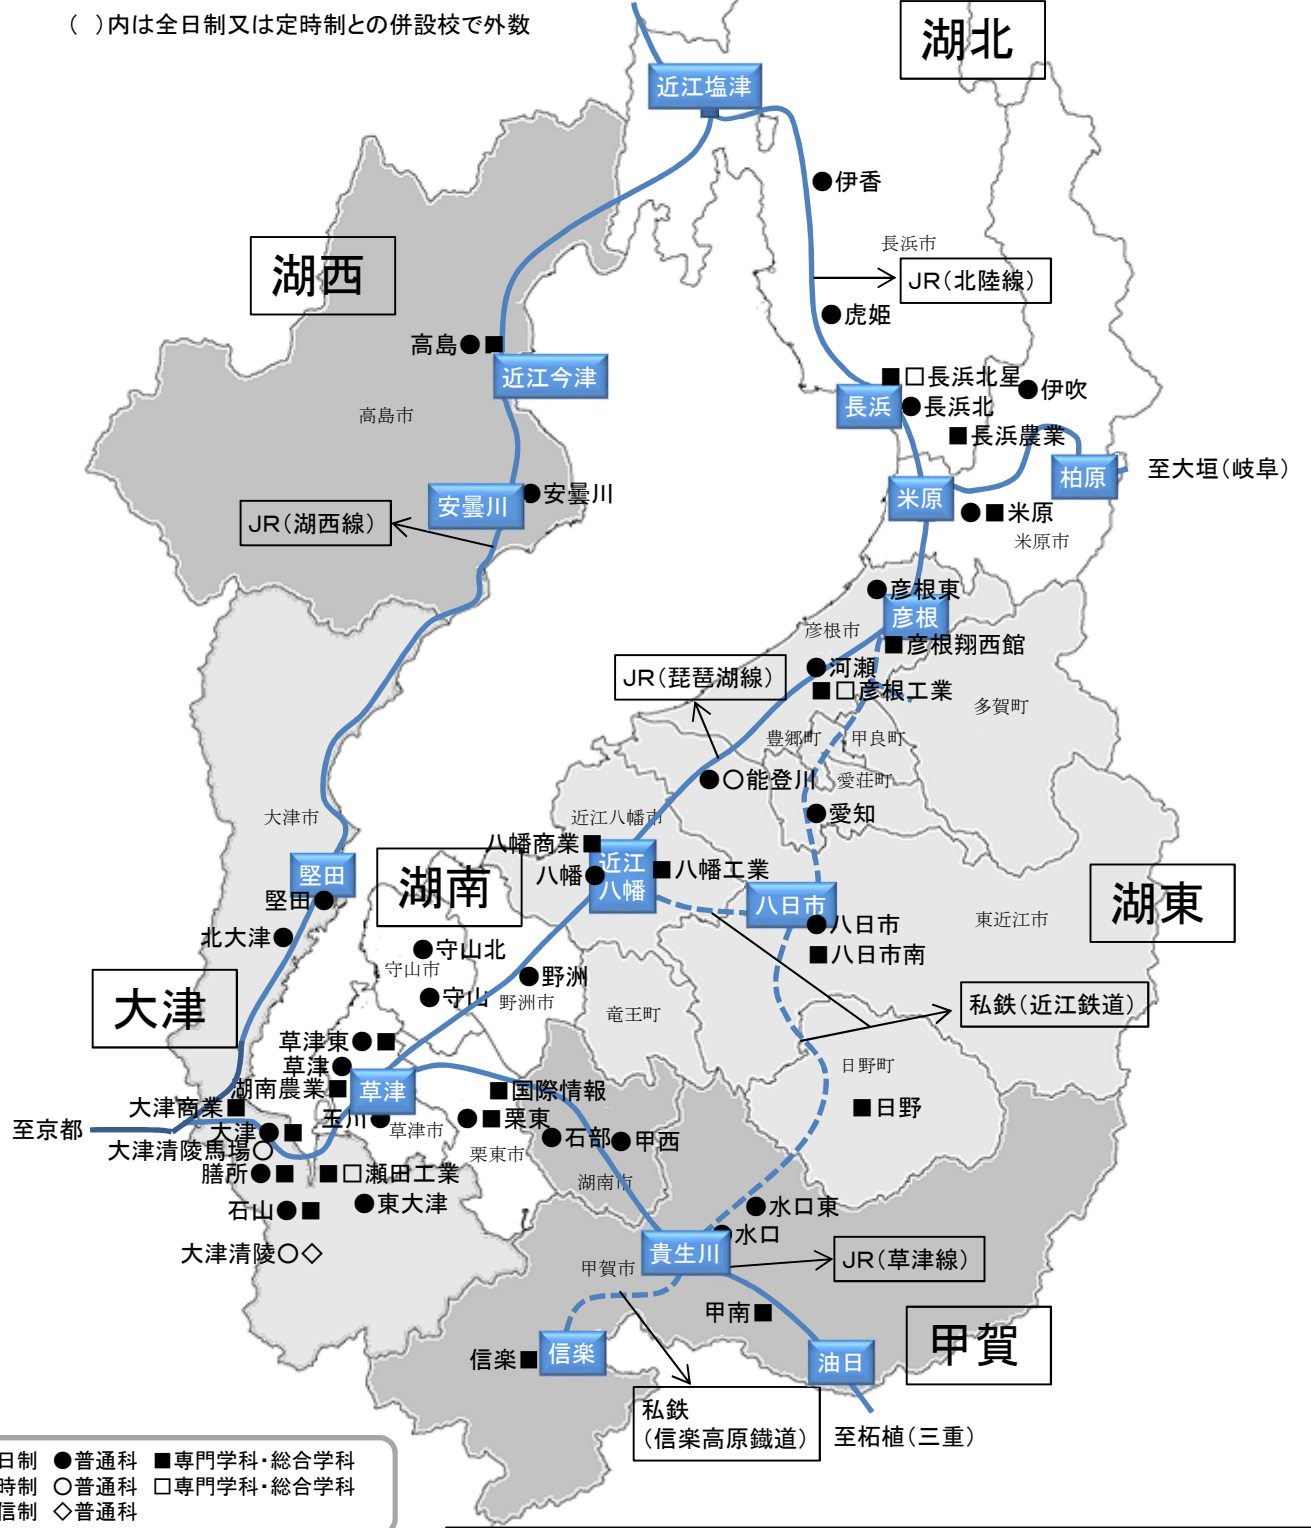 （　）内は全日制又は定時制との併設校で外数
湖北
近江塩津
●伊香
長浜市
JR（北陸線）
湖西
●虎姫
高島●■
近江今津
■□長浜北星
●伊吹
長浜
●長浜北
高島市
■長浜農業
至大垣（岐阜）
柏原
安曇川
●安曇川
米原
●■米原
JR（湖西線）
米原市
●彦根東
彦根
彦根市
■彦根翔西館
JR（琵琶湖線）
●河瀬
■□彦根工業
多賀町
豊郷町
甲良町
●○能登川
愛荘町
大津市
近江八幡市
●愛知
八幡商業■
近江
八幡
八幡●
■八幡工業
堅田
湖南
堅田●
八日市
湖東
東近江市
●八日市
北大津●
●守山北
■八日市南
守山市
●野洲
大津
●守山
野洲市
竜王町
私鉄（近江鉄道）
草津東●■
草津●
日野町
湖南農業■
草津
■国際情報
大津商業■
■日野
玉川●
●■栗東
至京都
大津●■
草津市
●石部
●甲西
大津清陵馬場○
栗東市
膳所●■
■□瀬田工業
湖南市
●東大津
●水口東
石山●■
●水口
大津清陵○◇
貴生川
JR（草津線）
甲賀市
甲南■
甲賀
信楽■
信楽
油日
私鉄
（信楽高原鐵道）
至柘植（三重）
日制　●普通科　■専門学科・総合学科
時制　○普通科　□専門学科・総合学科
信制　◇普通科